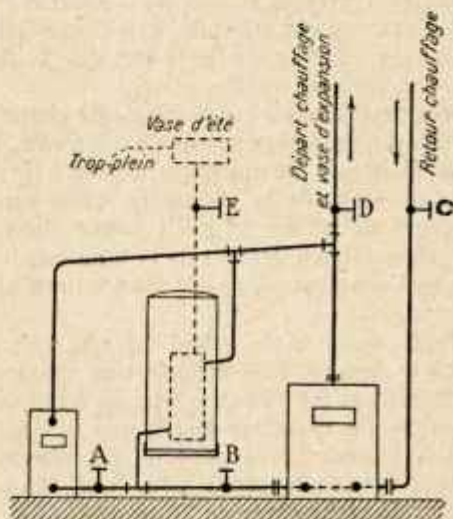 Départ chauffage
et vase d'expansion
Retour chauffage
Vase d'été
Trop-plein
E
D
C
A
B